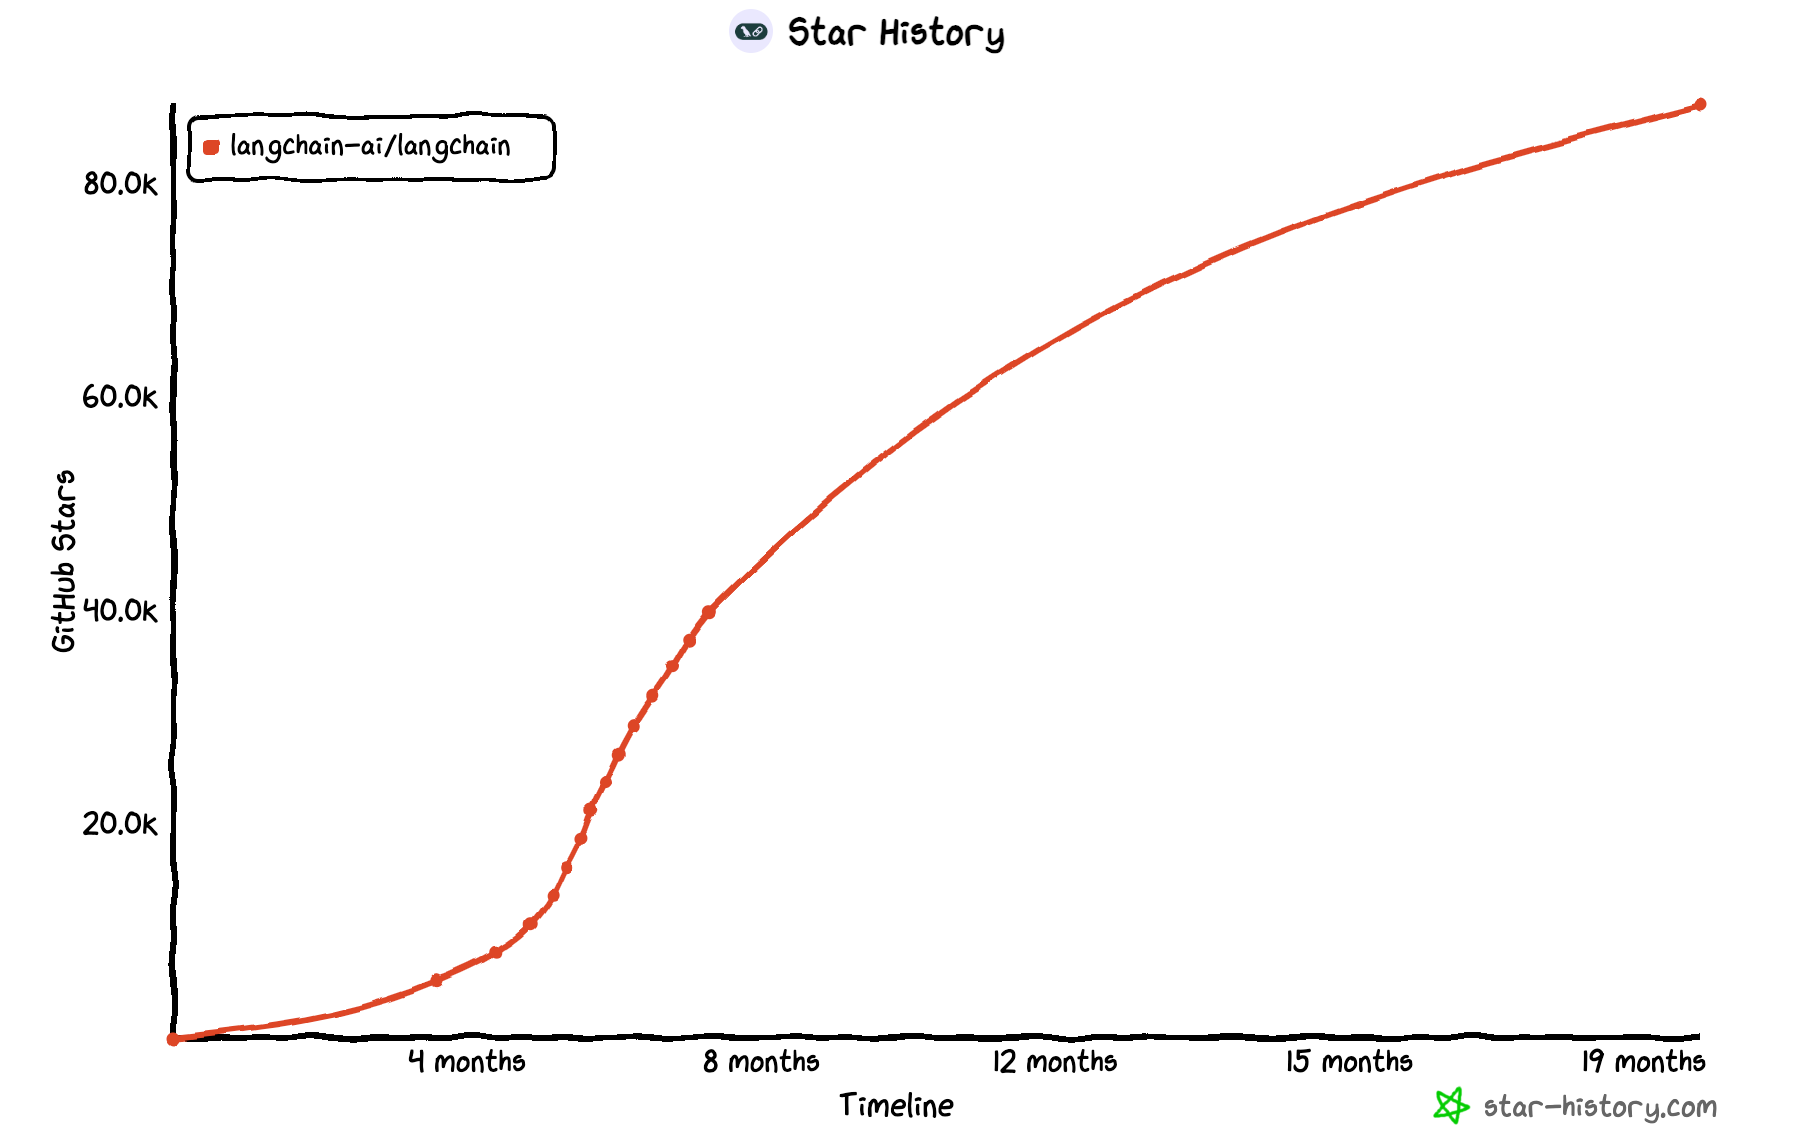 Star History
langchain-ai/langchain
80.0K
60.0K
40.0K
20.0K
GitHub Stars
4 months
8 months
12 months
15 months
19 months
Timeline
star-history.com